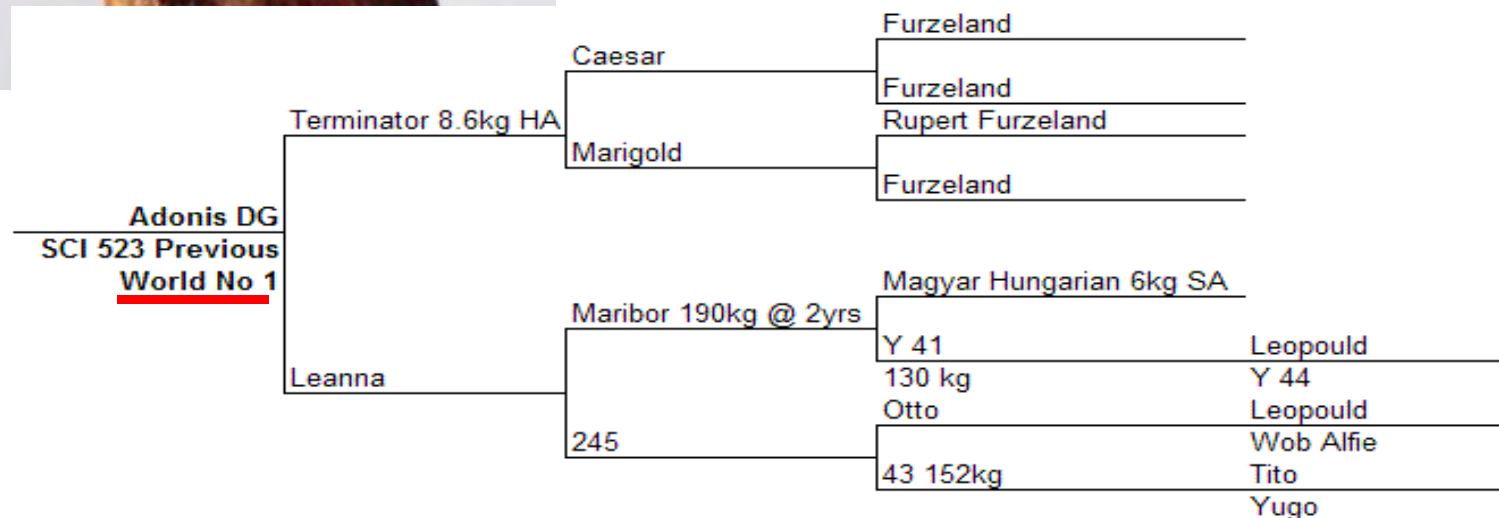 Furzeland
Caesar
Furzeland
Terminator 8.6kg HA
Rupert Furzeland
Marigold
Furzeland
Adonis DG
SCI 523 Previous
World No 1
Magyar Hungarian 6kg SA
Maribor 190kg @ 2yrs
Y 41
Leopould
Leanna
130 kg
Y 44
Otto
Leopould
245
Wob Alfie
43 152kg
Tito
Yugo